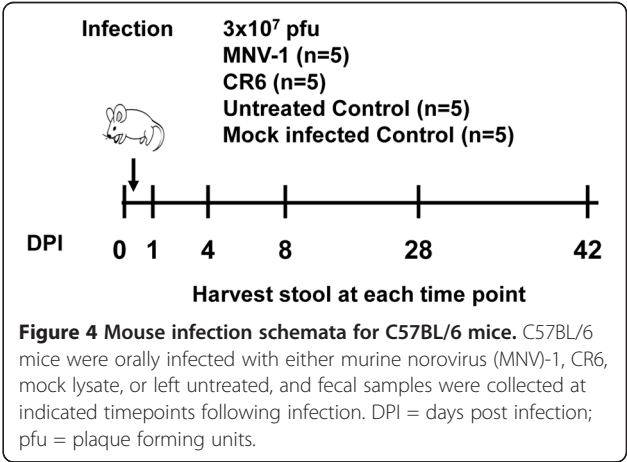 Infection 3x10⁷ pfu
MNV-1 (n=5)
CR6 (n=5)
Untreated Control (n=5)
Mock infected Control (n=5)
DPI 0 1 4 8 28 42
Harvest stool at each time point
Figure 4 Mouse infection schemata for C57BL/6 mice. C57BL/6
mice were orally infected with either murine norovirus (MNV)-1, CR6,
mock lysate, or left untreated, and fecal samples were collected at
indicated timepoints following infection. DPI = days post infection;
pfu = plaque forming units.